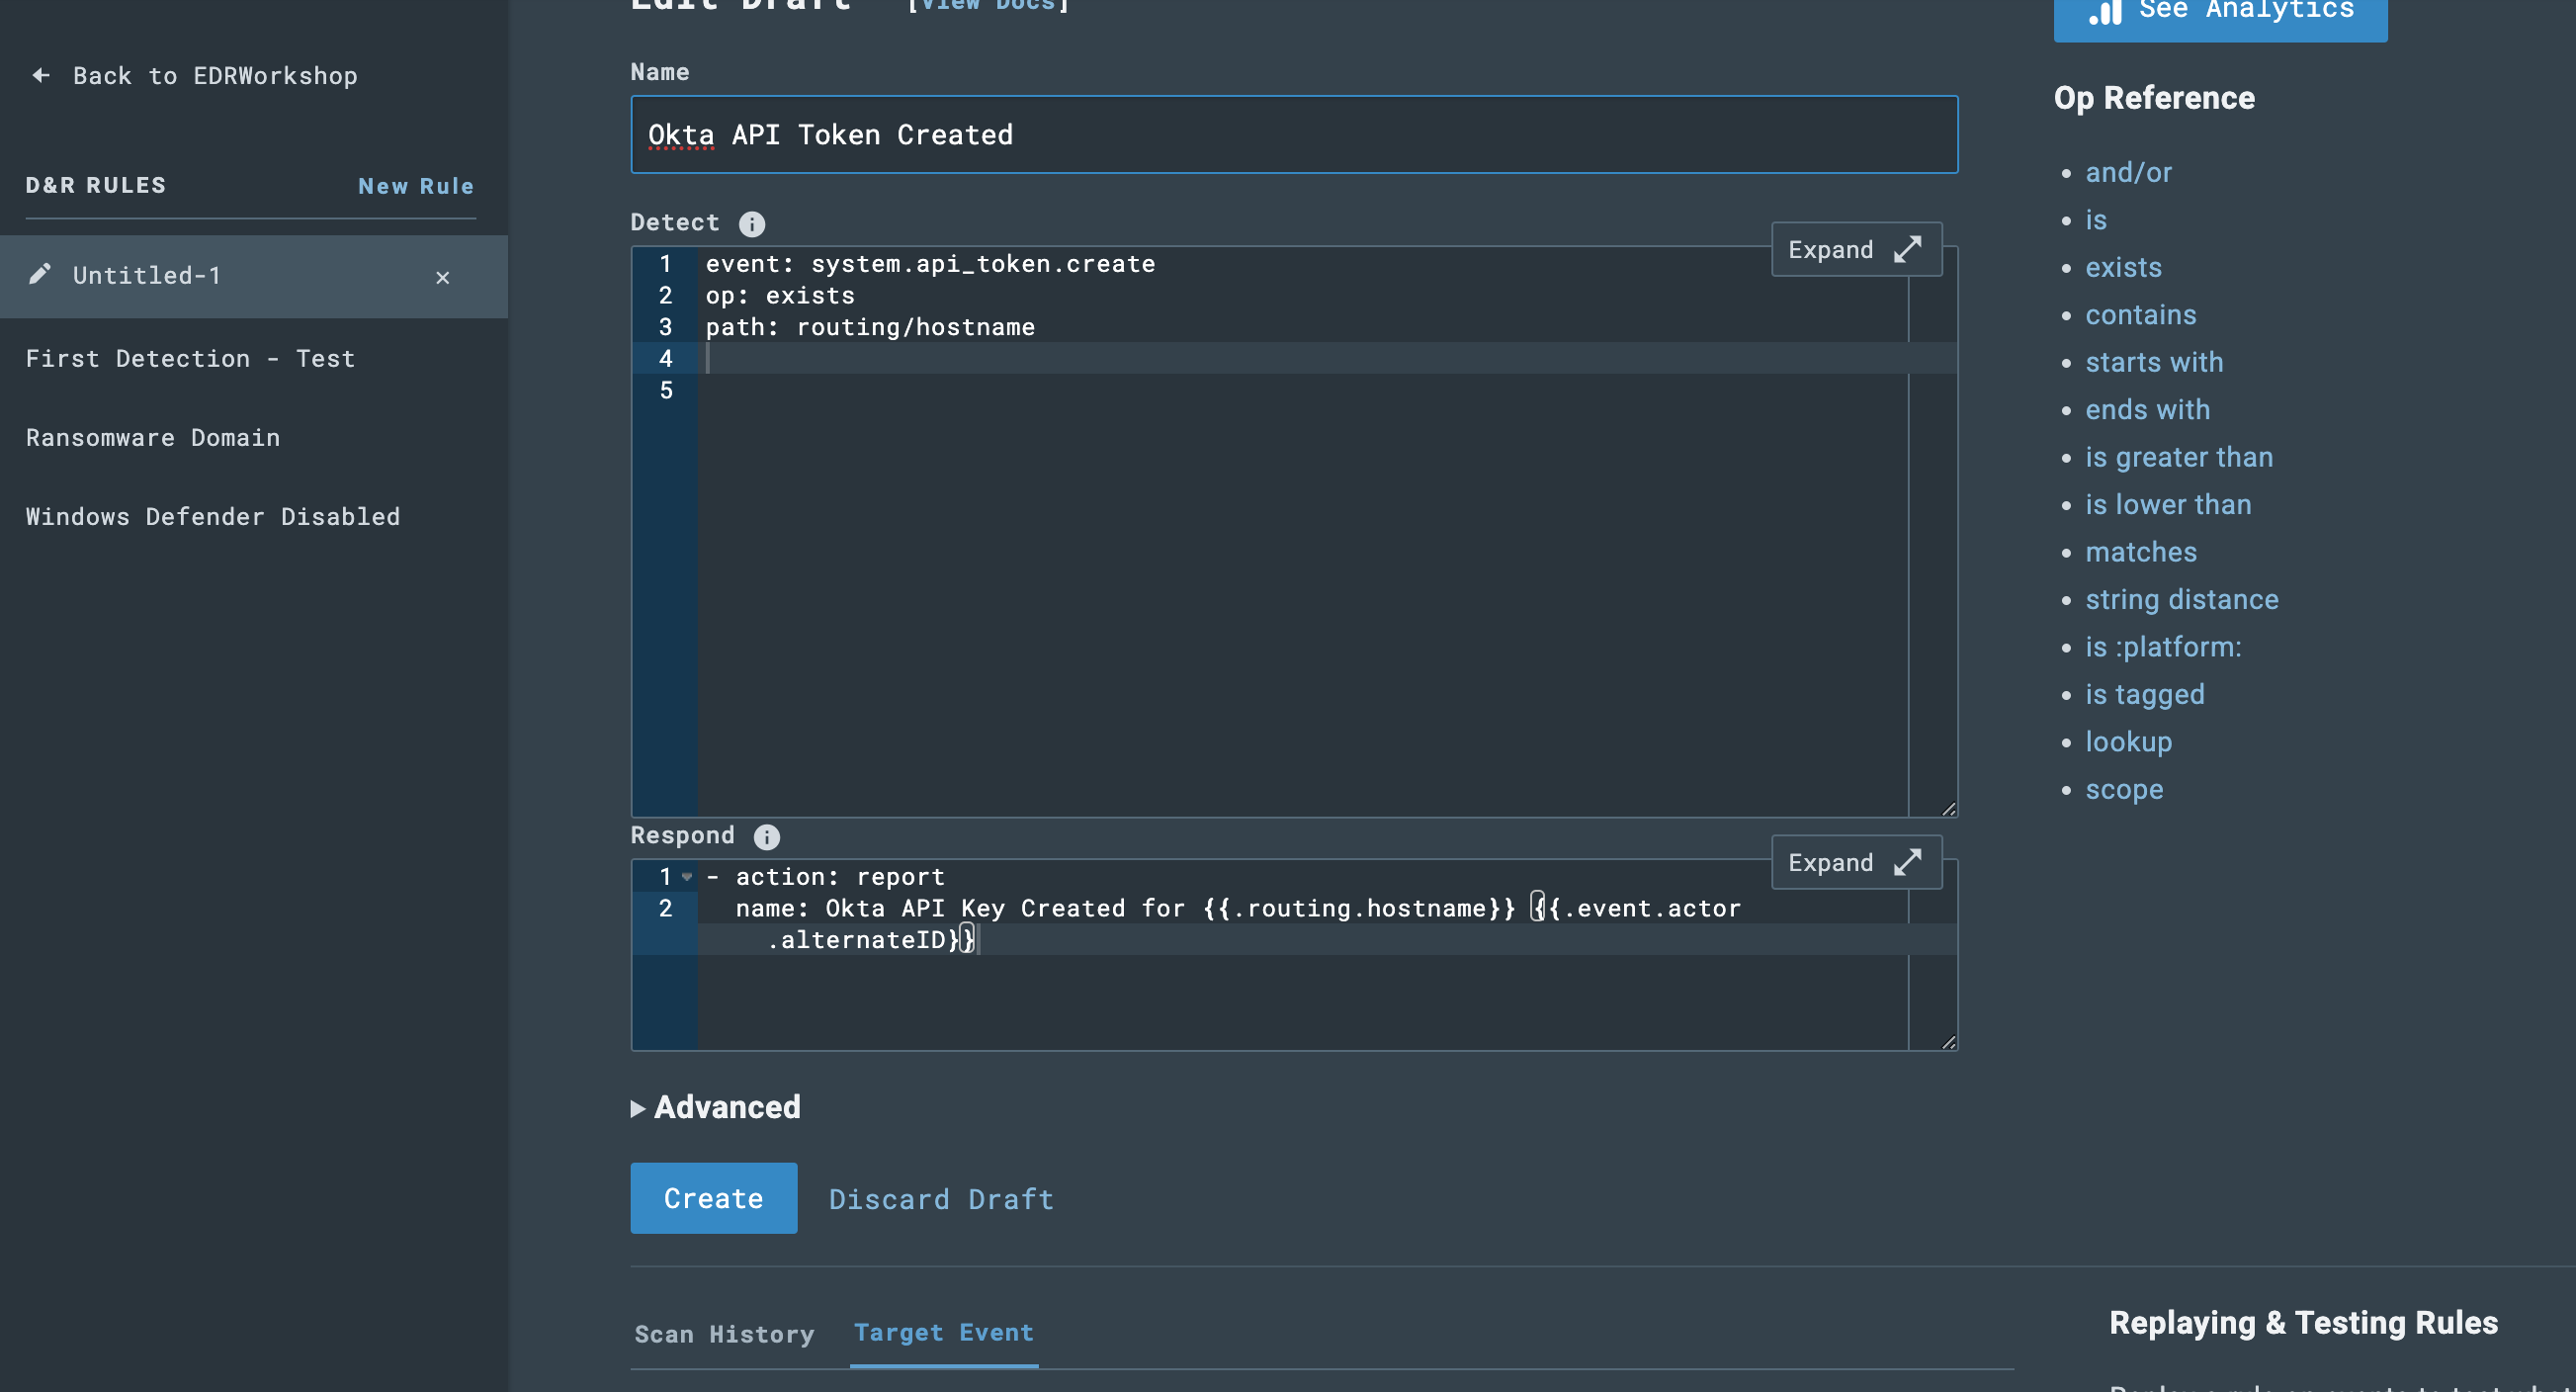 Edit Draft [View Docs]
See Analytics
← Back to EDRWorkshop
D&R RULES New Rule
Untitled-1 ×
First Detection - Test
Ransomware Domain
Windows Defender Disabled
Name
Okta API Token Created
Detect
Expand
1 event: system.api_token.create
2 op: exists
3 path: routing/hostname
4
5
Respond
Expand
1 - action: report
2 name: Okta API Key Created for {{.routing.hostname}} {{.event.actor
.alternateID}}
Advanced
Create Discard Draft
Scan History Target Event
Op Reference
• and/or
• is
• exists
• contains
• starts with
• ends with
• is greater than
• is lower than
• matches
• string distance
• is :platform:
• is tagged
• lookup
• scope
Replaying & Testing Rules